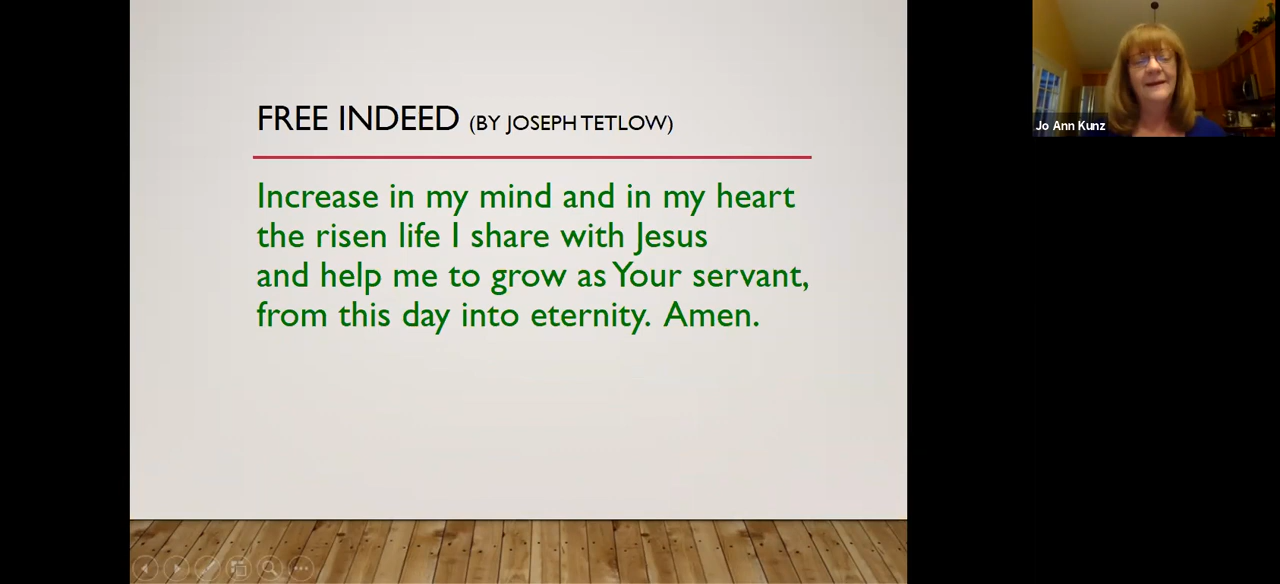 FREE INDEED (BY JOSEPH TETLOW)
Increase in my mind and in my heart
the risen life I share with Jesus
and help me to grow as Your servant,
from this day into eternity. Amen.
Jo Ann Kunz